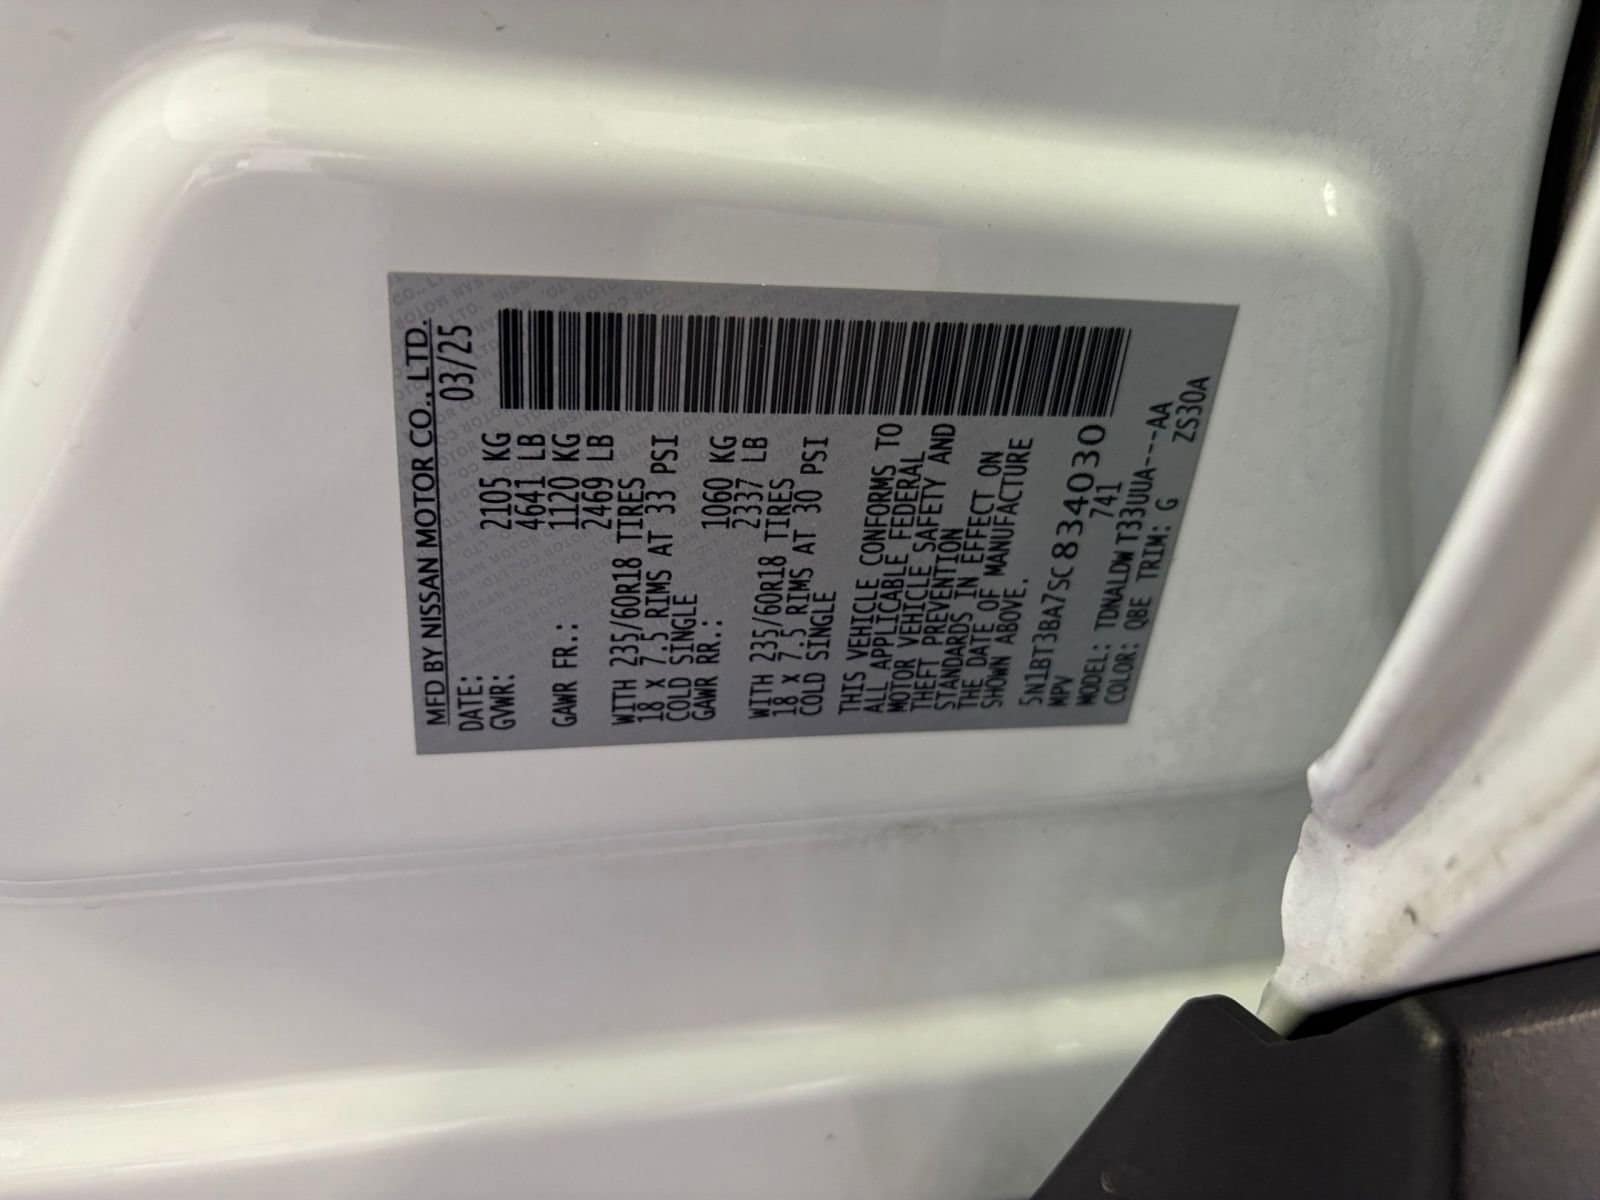 MFD BY NISSAN MOTOR CO., LTD.
DATE: 03/25
GVWR: 2105 KG
4641 LB
GAWR FR.: 1120 KG
2469 LB
WITH 235/60R18 TIRES
18 X 7.5 RIMS AT 33 PSI
COLD SINGLE
GAWR RR.: 1060 KG
2337 LB
WITH 235/60R18 TIRES
18 X 7.5 RIMS AT 30 PSI
COLD SINGLE
THIS VEHICLE CONFORMS TO
ALL APPLICABLE FEDERAL
MOTOR VEHICLE SAFETY AND
THEFT PREVENTION
STANDARDS IN EFFECT ON
THE DATE OF MANUFACTURE
SHOWN ABOVE.
5N1BT3BA7SC834030
MPV 741
MODEL: TDNALDW T33UUA---AA
COLOR: QBE TRIM: G ZS30A